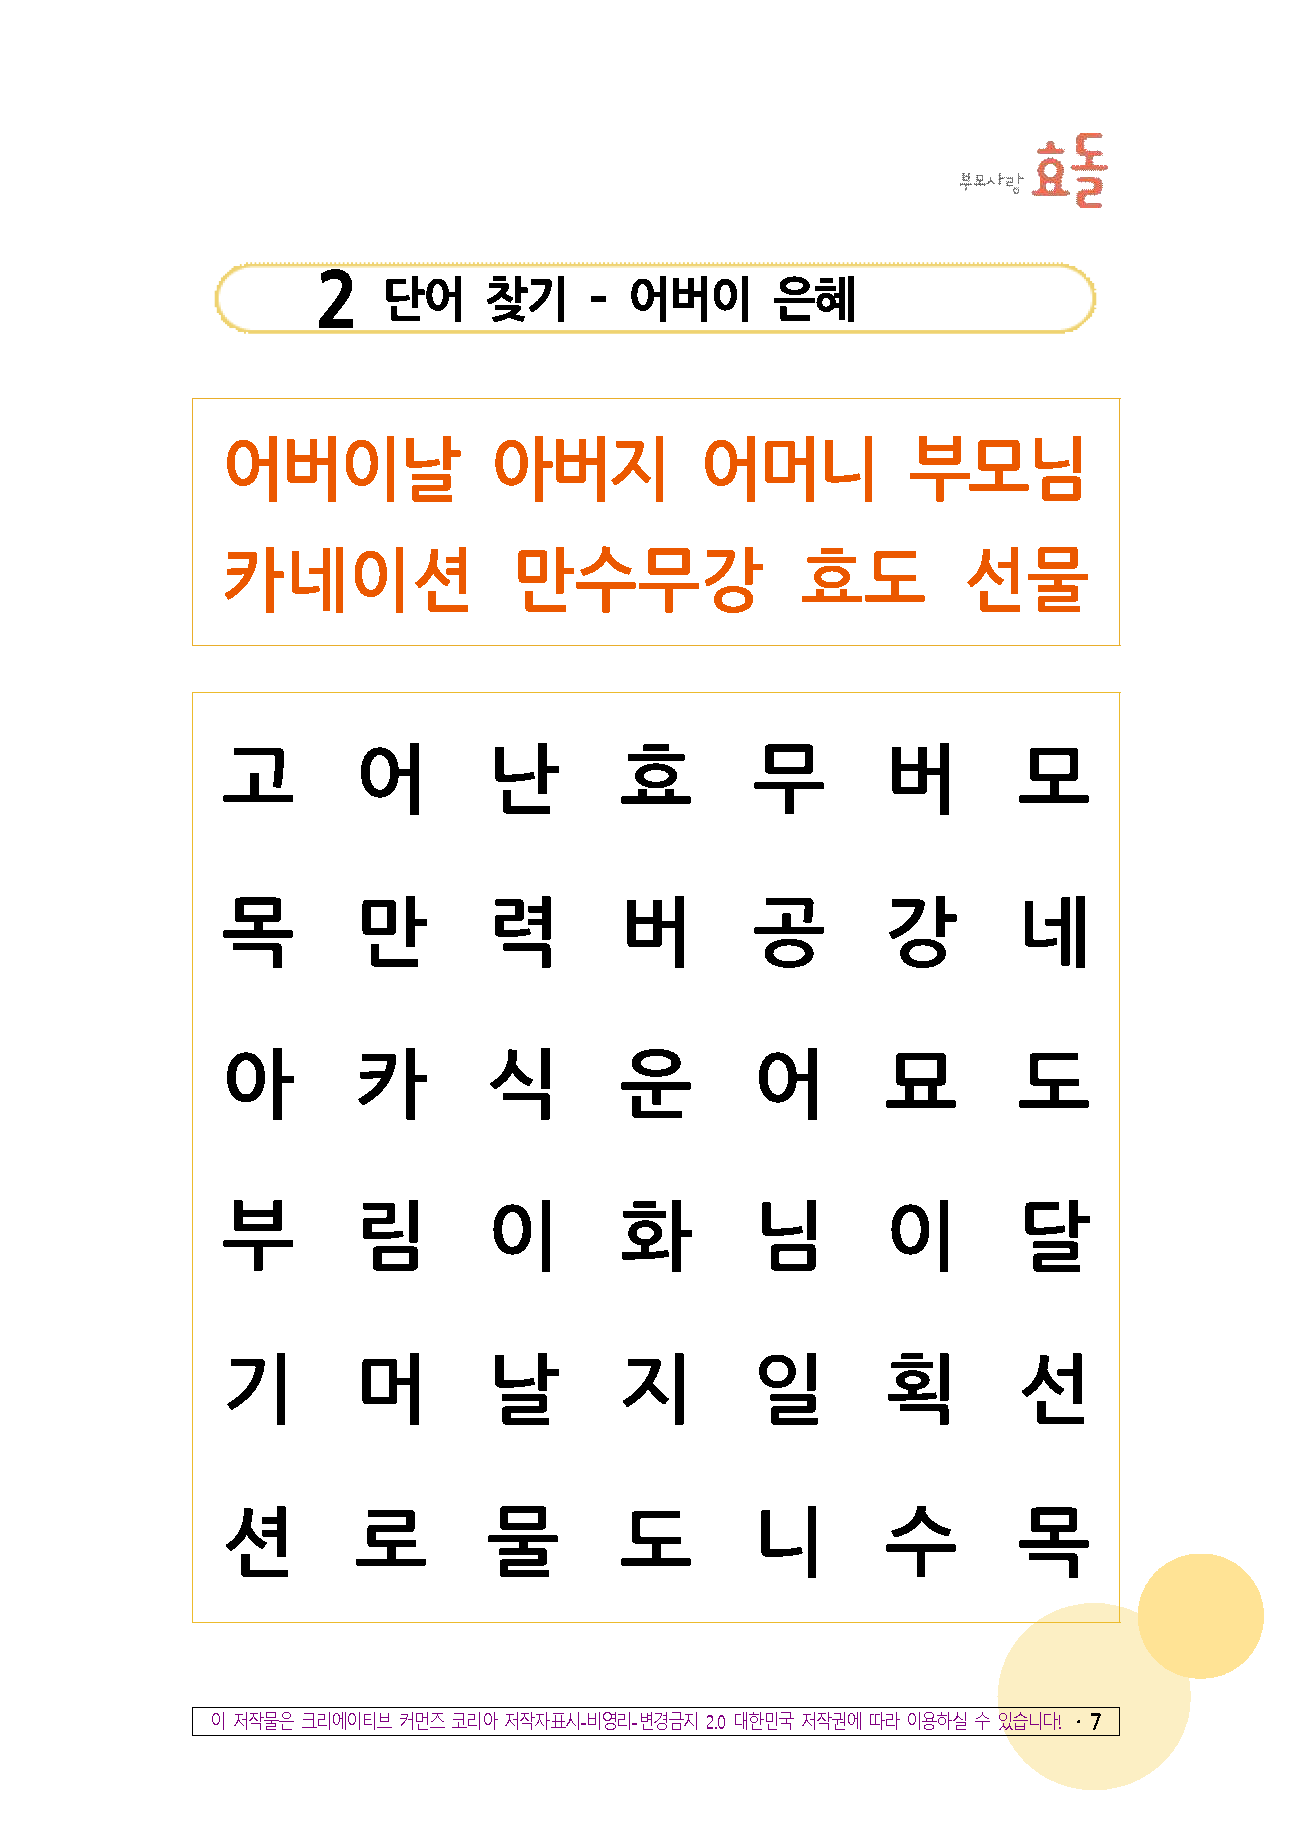 부모사랑 효돌
2 단어 찾기 - 어버이 은혜
어버이날 아버지 어머니 부모님
카네이션 만수무강 효도 선물
고 어 난 효 무 버 모
목 만 력 버 공 강 네
아 카 식 운 어 묘 도
부 림 이 화 님 이 달
기 머 날 지 일 획 선
션 로 물 도 니 수 목
이 저작물은 크리에이티브 커먼즈 코리아 저작자표시-비영리-변경금지 2.0 대한민국 저작권에 따라 이용하실 수 있습니다! · 7